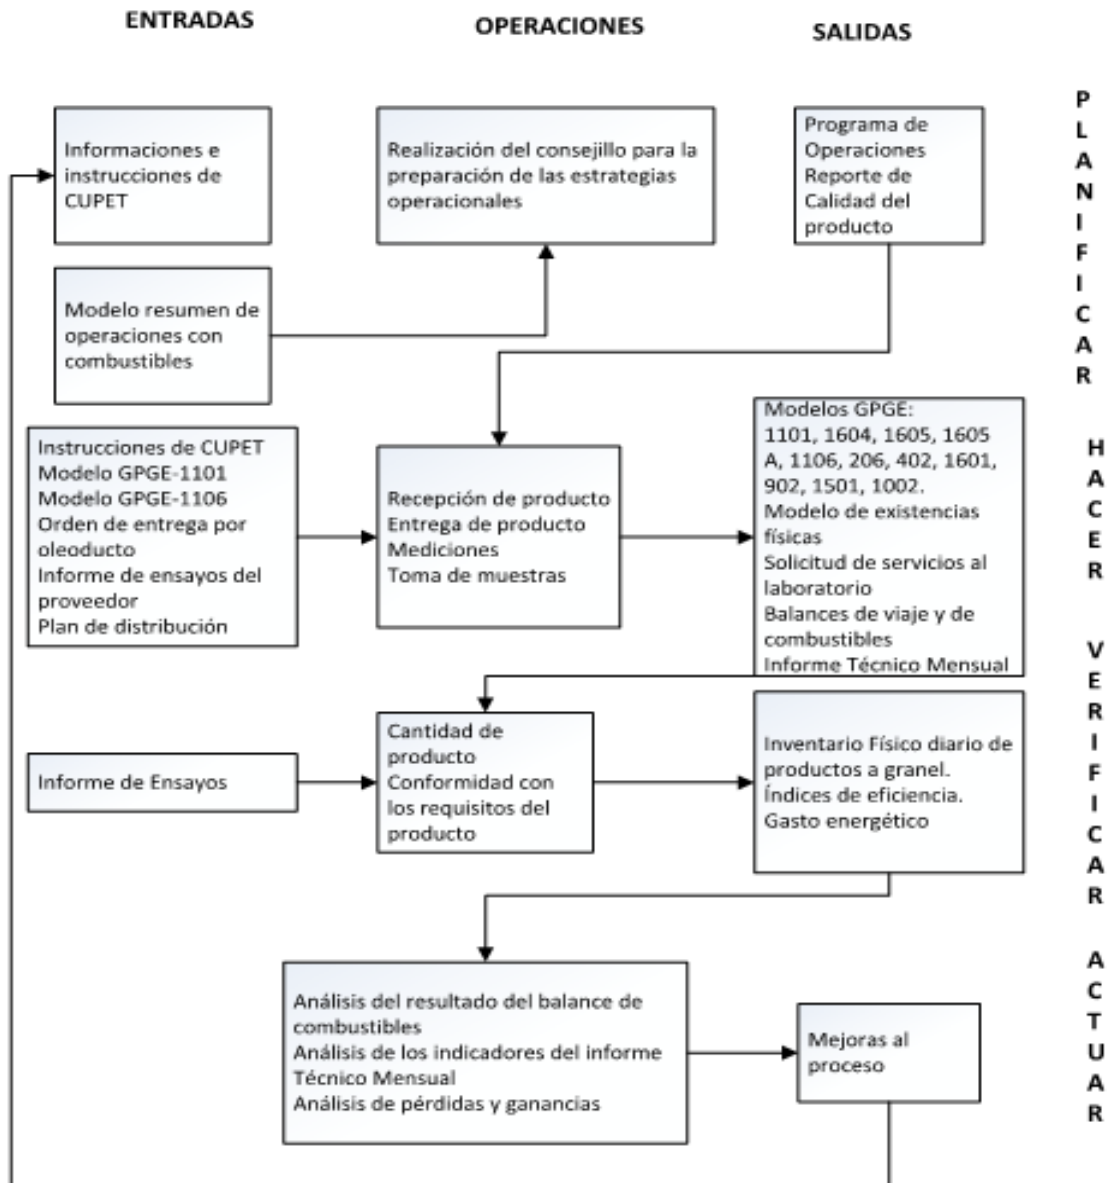 ENTRADAS
OPERACIONES
SALIDAS
Informaciones e
instrucciones de
CUPET
Realización del consejillo para la
preparación de las estrategias
operacionales
Programa de
Operaciones
Reporte de
Calidad del
producto
PLANIFICAR
Modelo resumen de
operaciones con
combustibles
Instrucciones de CUPET
Modelo GPGE-1101
Modelo GPGE-1106
Orden de entrega por
oleoducto
Informe de ensayos del
proveedor
Plan de distribución
Recepción de producto
Entrega de producto
Mediciones
Toma de muestras
Modelos GPGE:
1101, 1604, 1605, 1605
A, 1106, 206, 402, 1601,
902, 1501, 1002.
Modelo de existencias
físicas
Solicitud de servicios al
laboratorio
Balances de viaje y de
combustibles
Informe Técnico Mensual
HACER
Informe de Ensayos
Cantidad de
producto
Conformidad con
los requisitos del
producto
Inventario Físico diario de
productos a granel.
Índices de eficiencia.
Gasto energético
VERIFICAR
Análisis del resultado del balance de
combustibles
Análisis de los indicadores del informe
Técnico Mensual
Análisis de pérdidas y ganancias
Mejoras al
proceso
ACTUAR